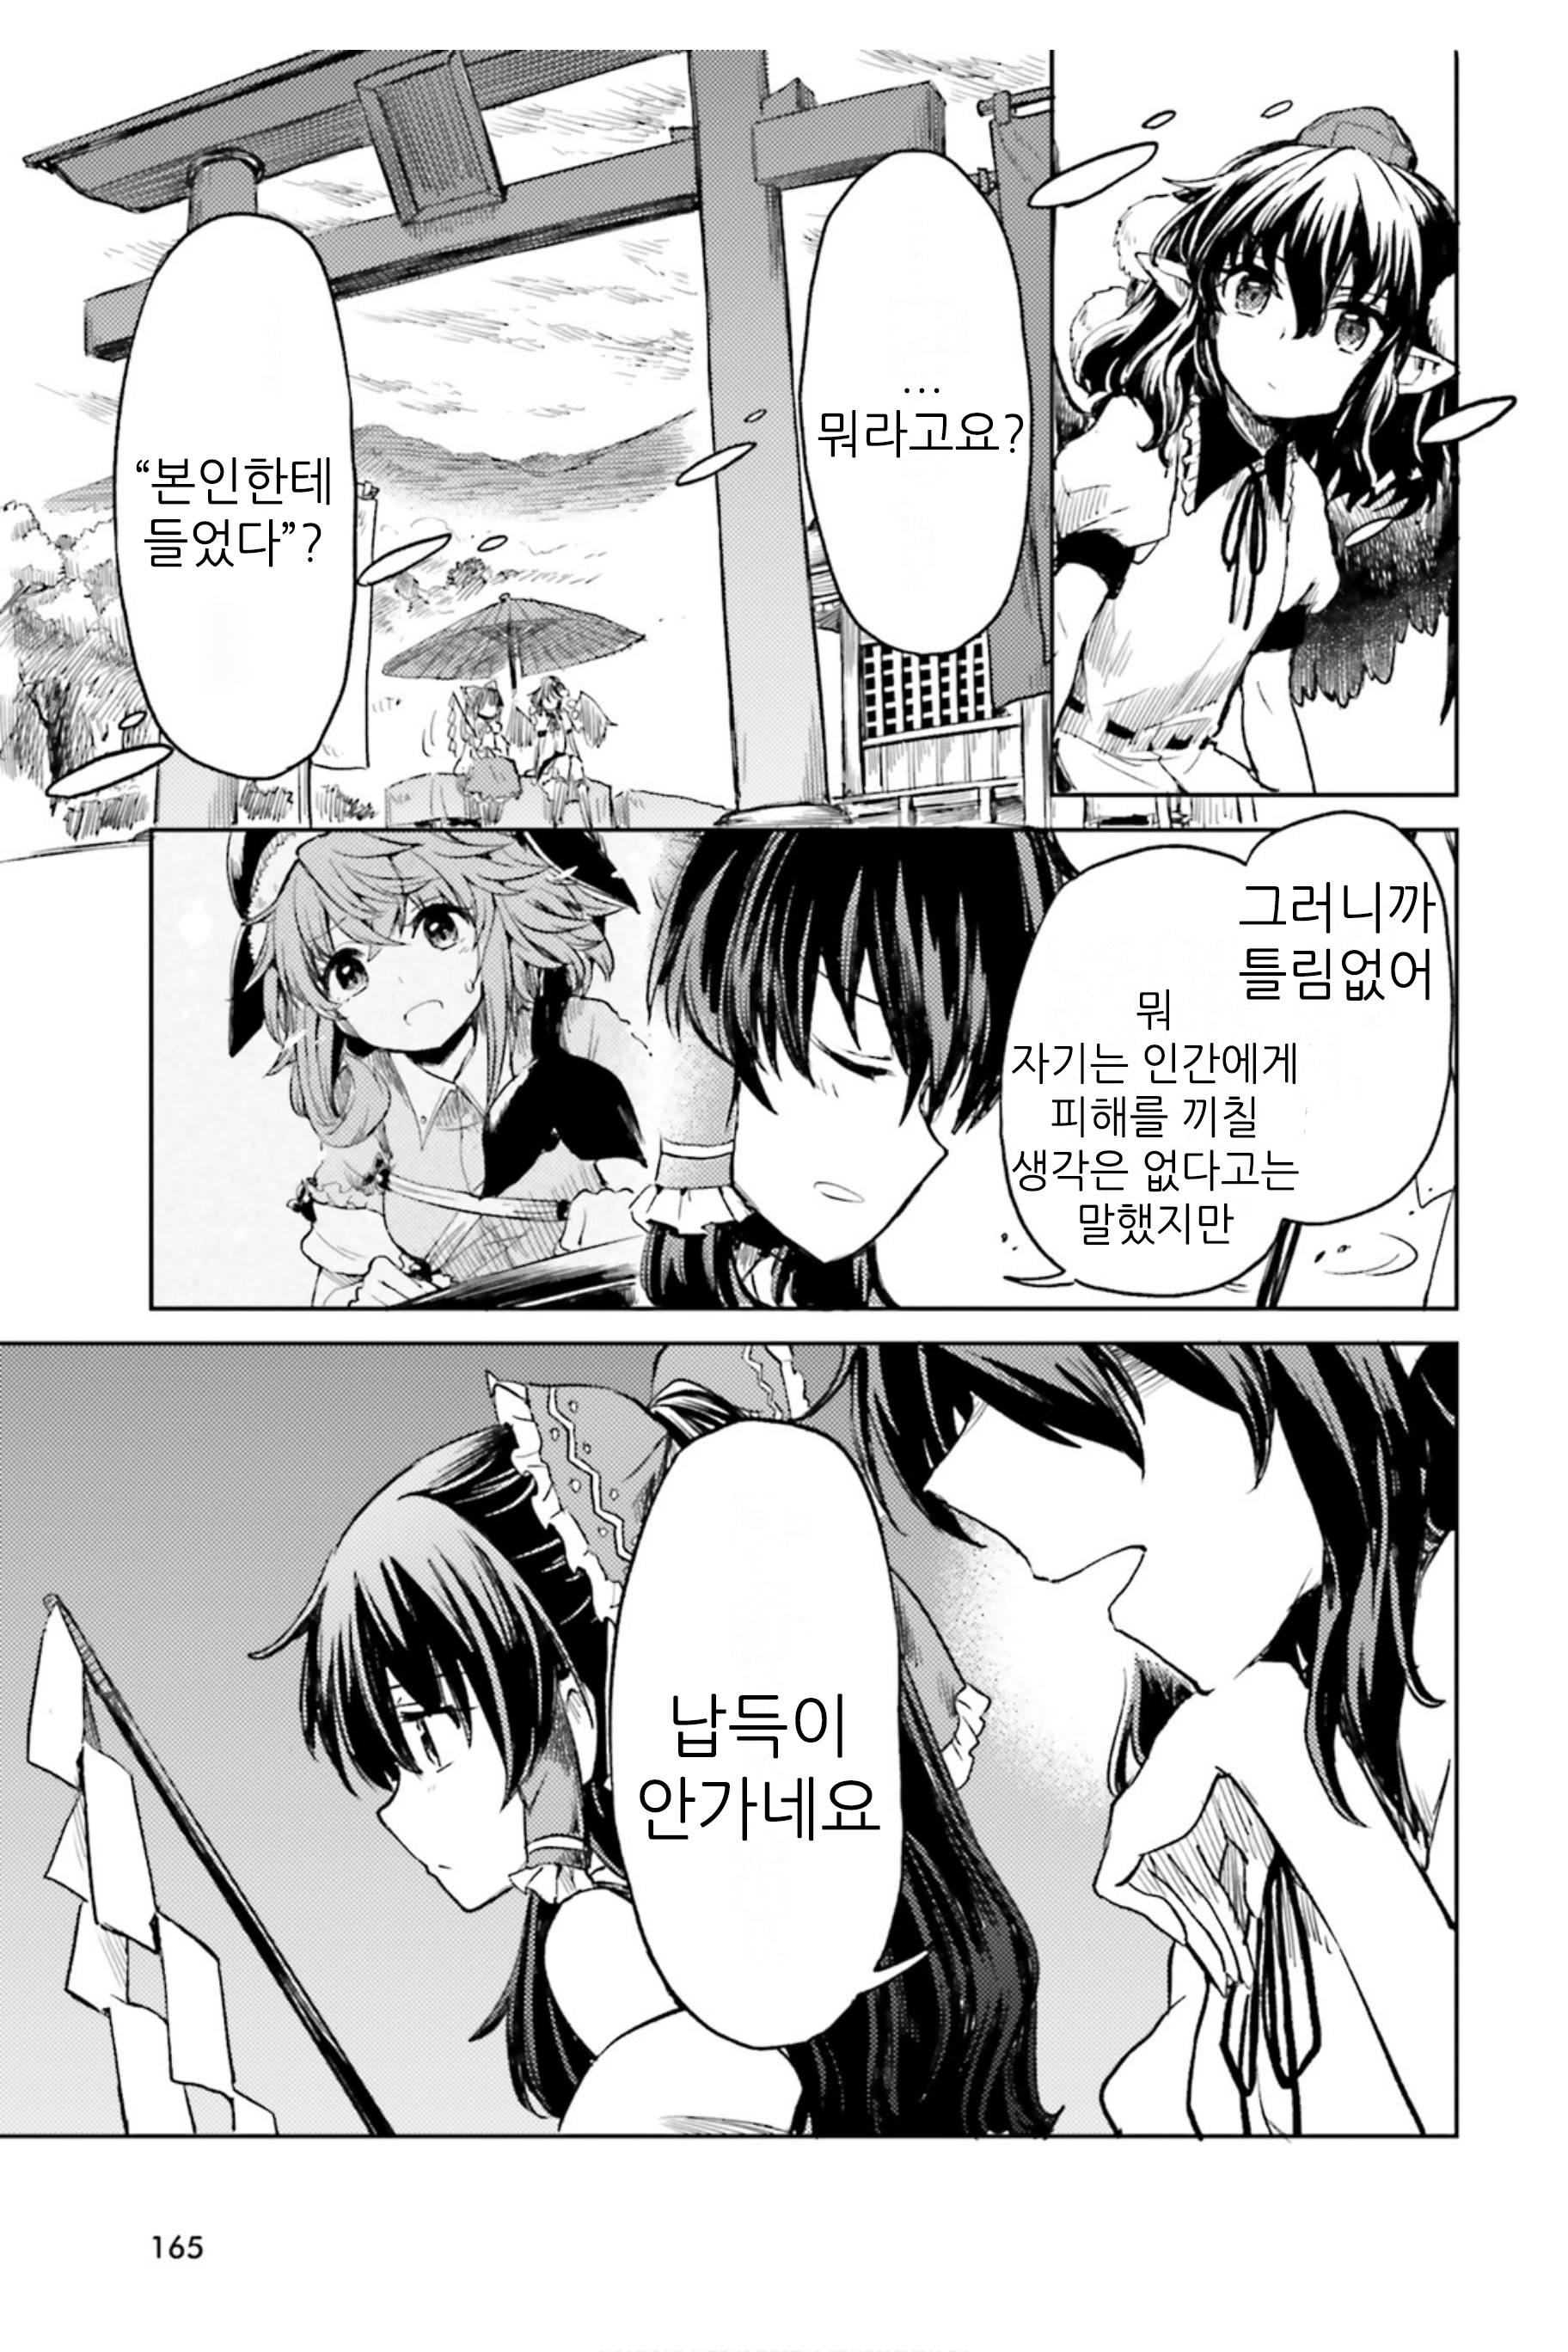 …
뭐라고요?
“본인한테
들었다”?
그러니까
틀림없어
뭐
자기는 인간에게
피해를 끼칠
생각은 없다고는
말했지만
납득이
안가네요
165